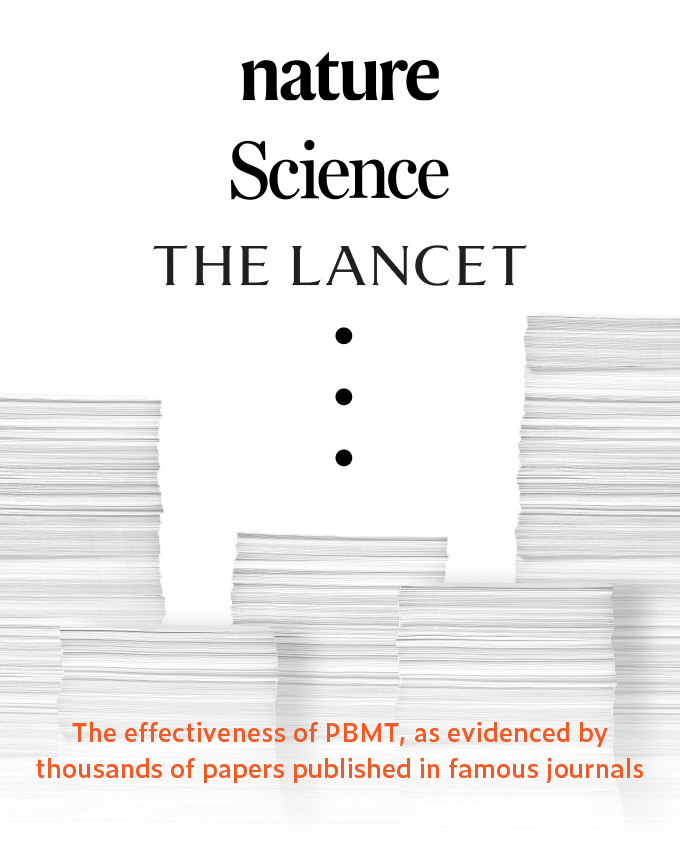 nature
Science
THE LANCET
The effectiveness of PBMT, as evidenced by
thousands of papers published in famous journals